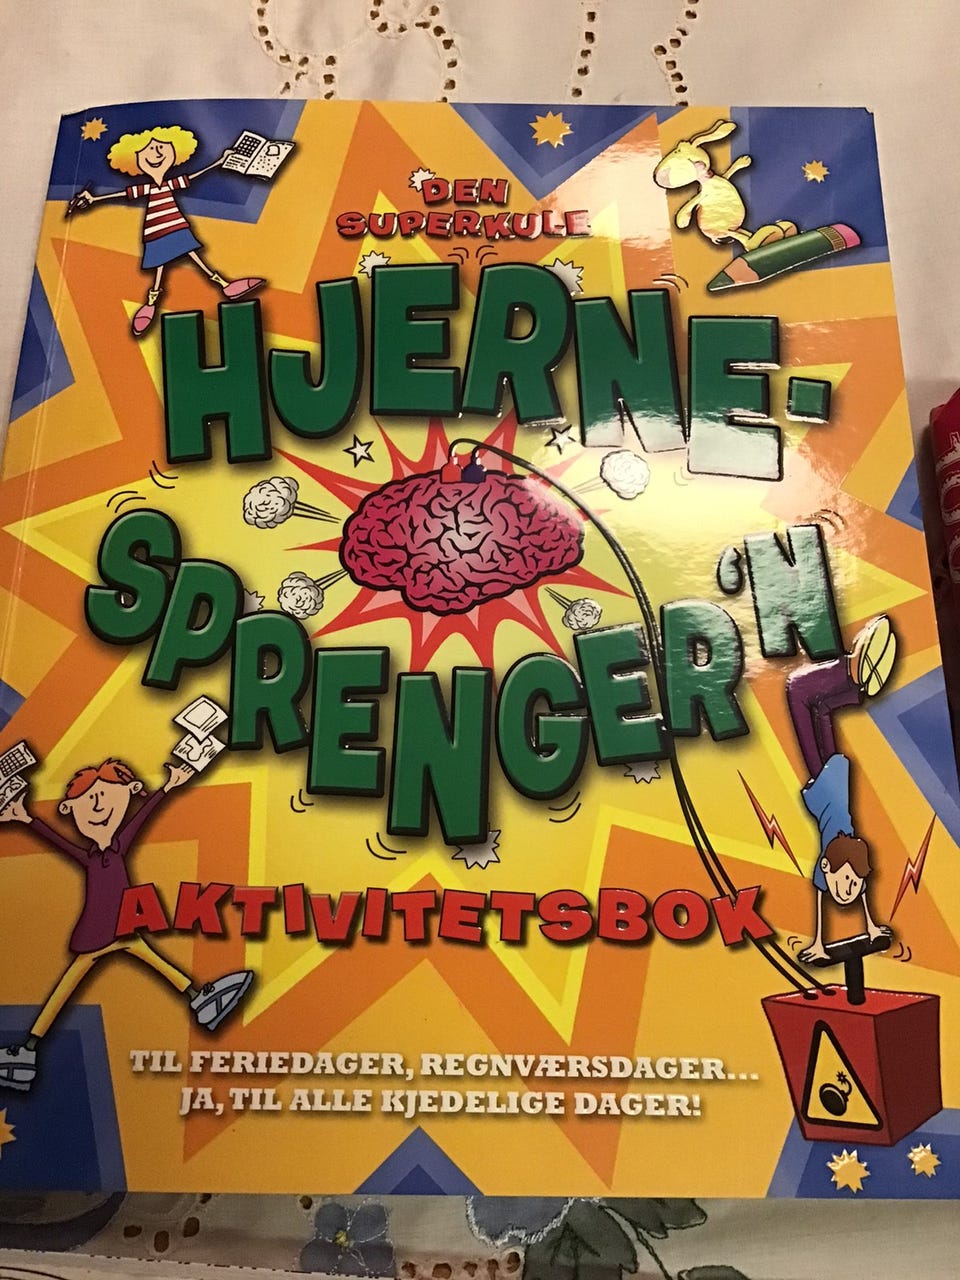 DEN
SUPERKULE
HJERNE-
SPRENGER'N
AKTIVITETSBOK
TIL FERIEDAGER, REGNVÆRSDAGER...
JA, TIL ALLE KJEDELIGE DAGER!